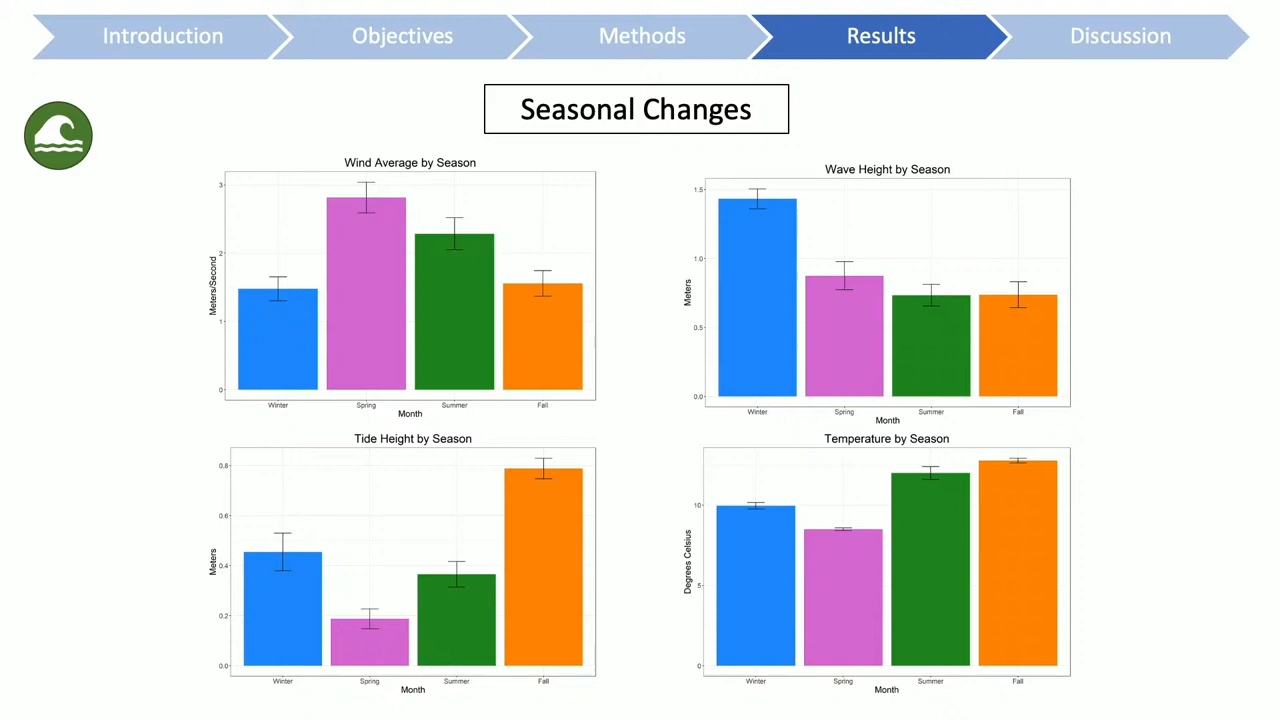 Introduction
Objectives
Methods
Results
Discussion
Seasonal Changes
Wind Average by Season
3
2
1
0
Meters/Second
Winter
Spring
Summer
Fall
Month
Wave Height by Season
1.5
1.0
0.5
0.0
Meters
Winter
Spring
Summer
Fall
Month
Tide Height by Season
0.8
0.6
0.4
0.2
0.0
Meters
Winter
Spring
Summer
Fall
Month
Temperature by Season
10
5
0
Degrees Celsius
Winter
Spring
Summer
Fall
Month